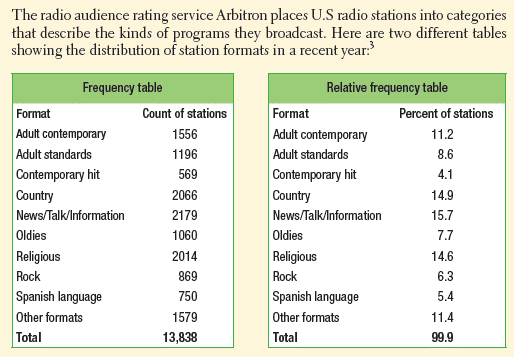 The radio audience rating service Arbitron places U.S radio stations into categories
that describe the kinds of programs they broadcast. Here are two different tables
showing the distribution of station formats in a recent year:3
Frequency table
Format Count of stations
Adult contemporary 1556
Adult standards 1196
Contemporary hit 569
Country 2066
News/Talk/Information 2179
Oldies 1060
Religious 2014
Rock 869
Spanish language 750
Other formats 1579
Total 13,838
Relative frequency table
Format Percent of stations
Adult contemporary 11.2
Adult standards 8.6
Contemporary hit 4.1
Country 14.9
News/Talk/Information 15.7
Oldies 7.7
Religious 14.6
Rock 6.3
Spanish language 5.4
Other formats 11.4
Total 99.9